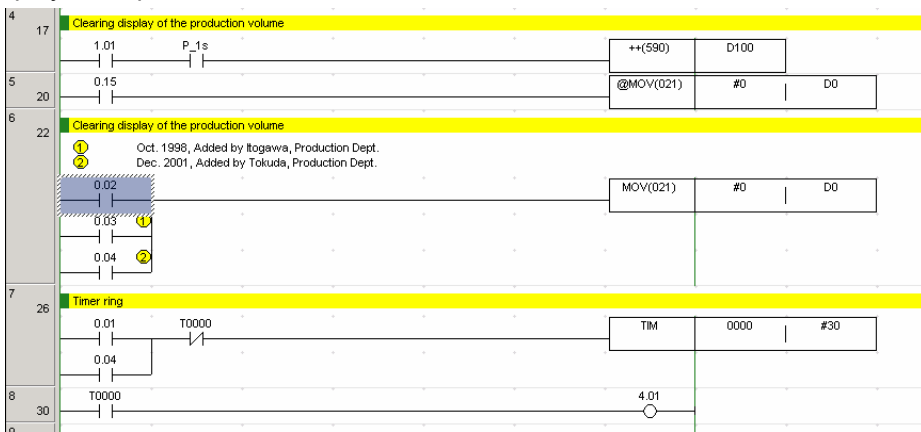 4 17 Clearing display of the production volume
1.01 P_1s ++(590) D100
5 20 0.15 @MOV(021) #0 D0
6 22 Clearing display of the production volume
1 Oct. 1998, Added by Itogawa, Production Dept.
2 Dec. 2001, Added by Tokuda, Production Dept.
0.02 MOV(021) #0 D0
0.03 1
0.04 2
7 26 Timer ring
0.01 T0000 TIM 0000 #30
0.04
8 30 T0000 4.01